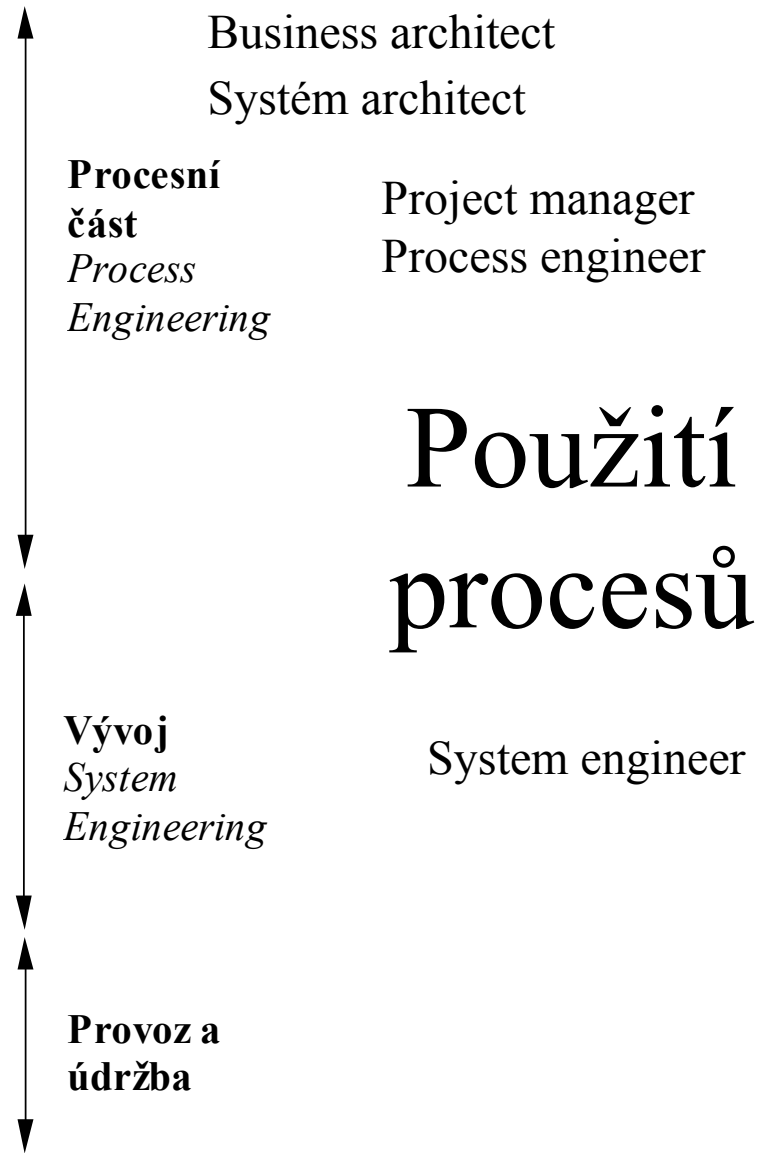 Business architect
Systém architect
Procesní
část
Process
Engineering
Project manager
Process engineer
Použití
procesů
Vývoj
System
Engineering
System engineer
Provoz a
údržba